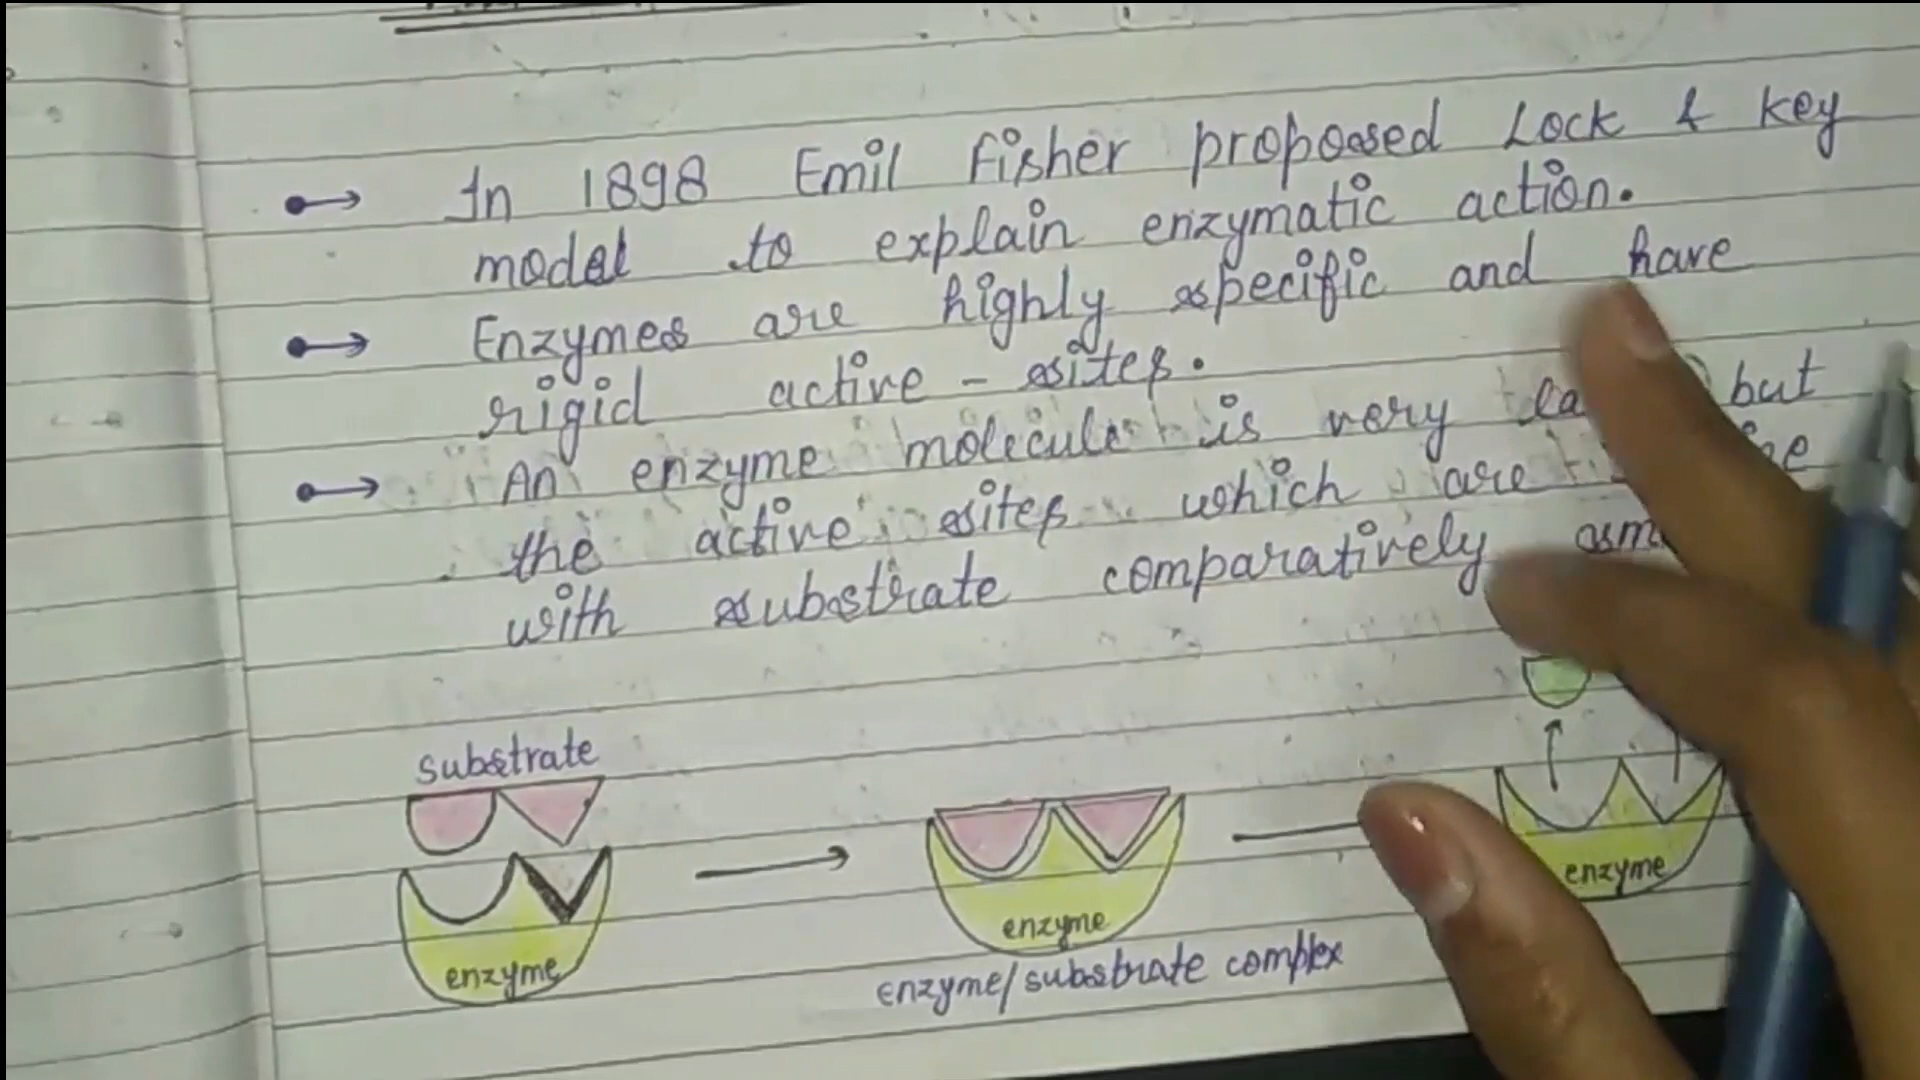 In 1898 Emil Fisher proposed Lock & key
model to explain enzymatic action.
Enzymes are highly specific and have
rigid active - sites.
An enzyme molecule is very but
the active sites which are
with substrate comparatively
substrate
enzyme
enzyme
enzyme/substrate complex
enzyme